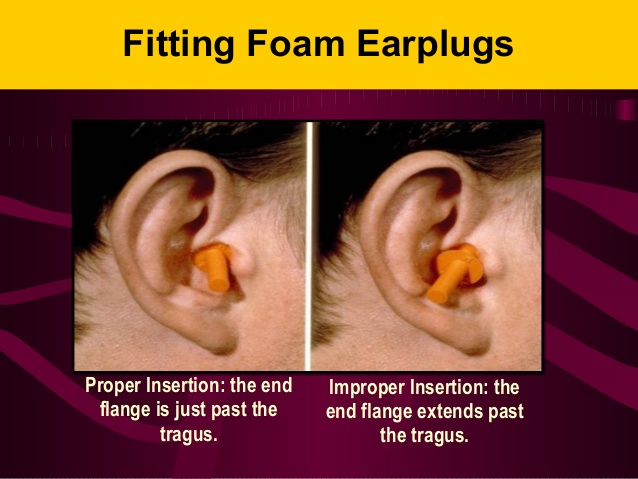 Fitting Foam Earplugs
Proper Insertion: the end
flange is just past the
tragus.
Improper Insertion: the
end flange extends past
the tragus.